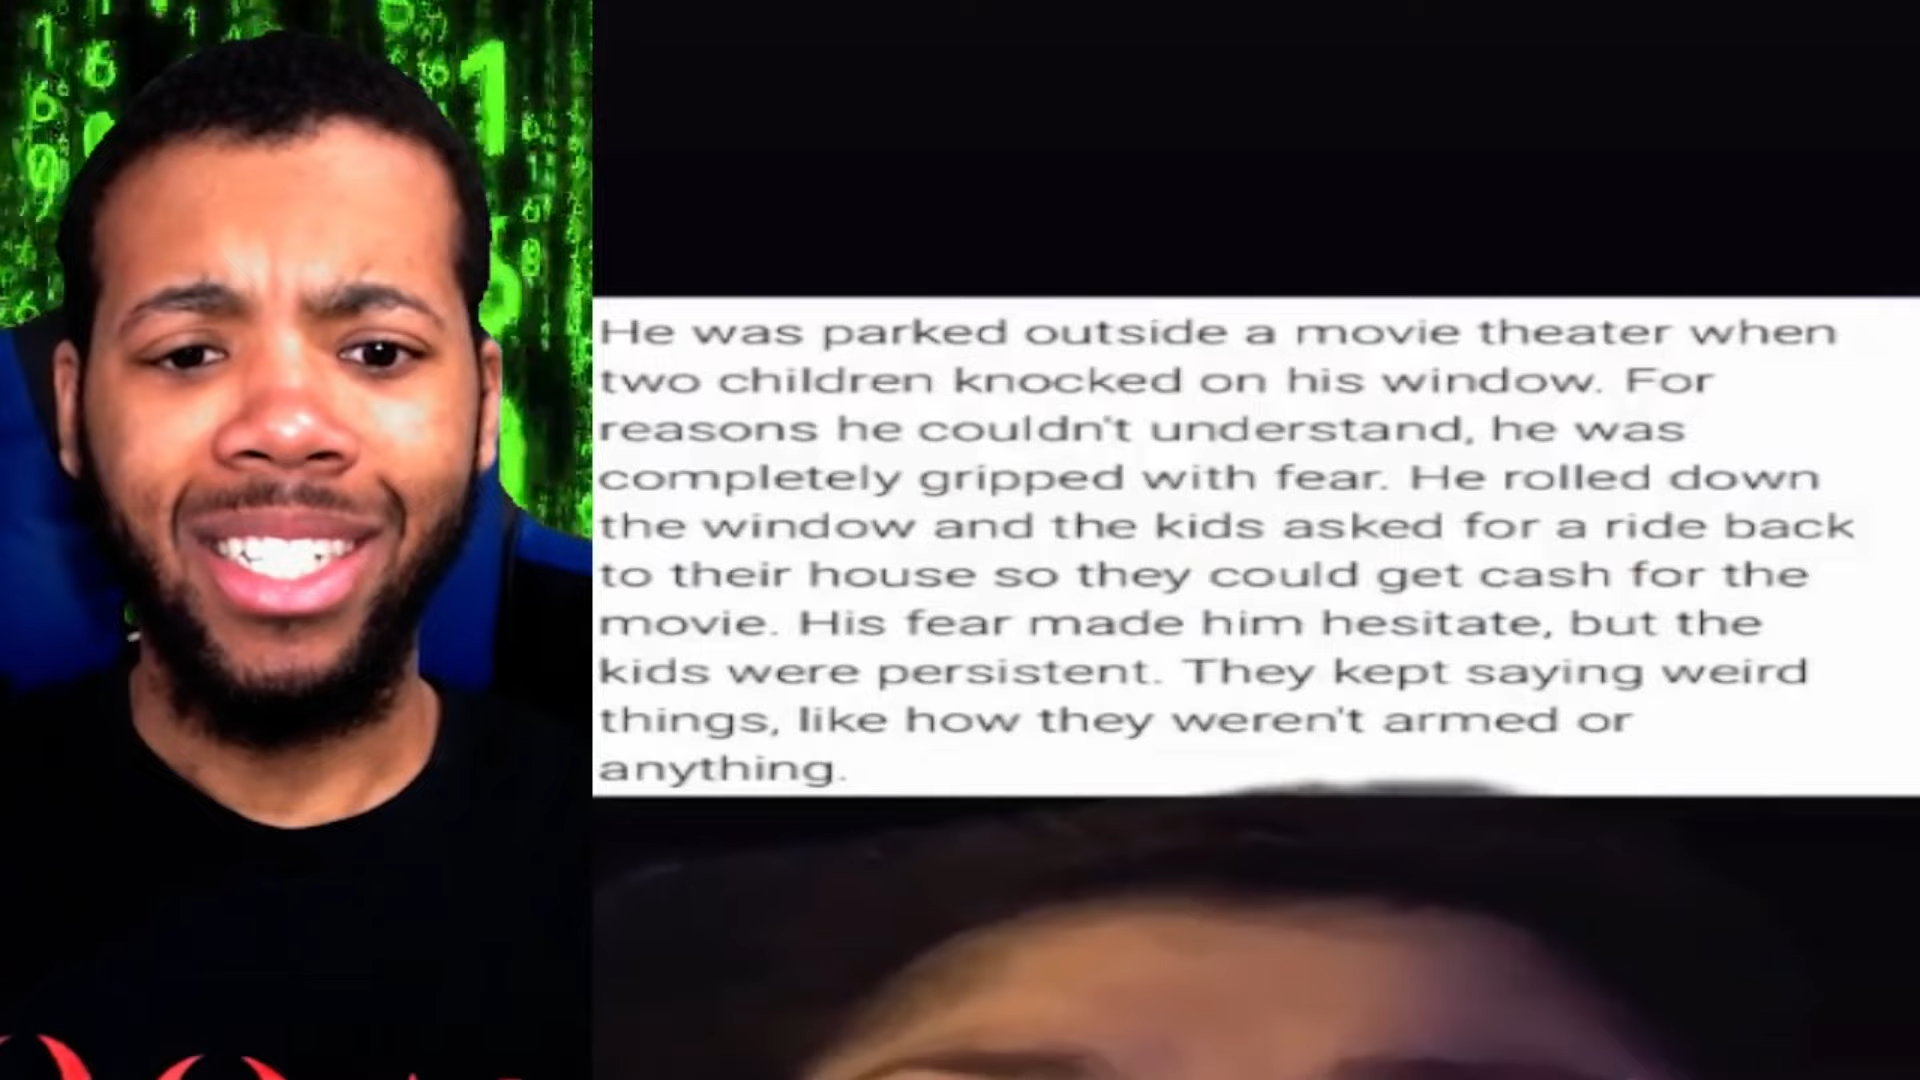 He was parked outside a movie theater when
two children knocked on his window. For
reasons he couldn't understand, he was
completely gripped with fear. He rolled down
the window and the kids asked for a ride back
to their house so they could get cash for the
movie. His fear made him hesitate, but the
kids were persistent. They kept saying weird
things, like how they weren't armed or
anything.